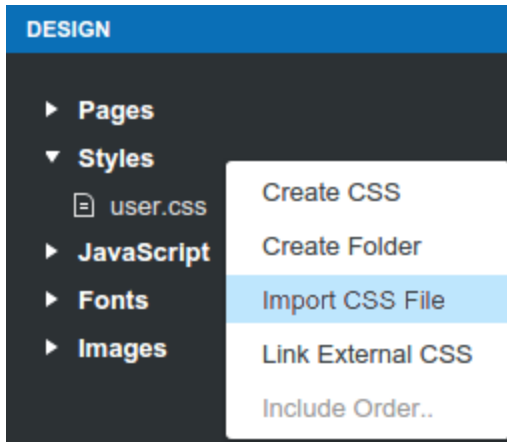 DESIGN
Pages
Styles
user.css
JavaScript
Fonts
Images
Create CSS
Create Folder
Import CSS File
Link External CSS
Include Order..